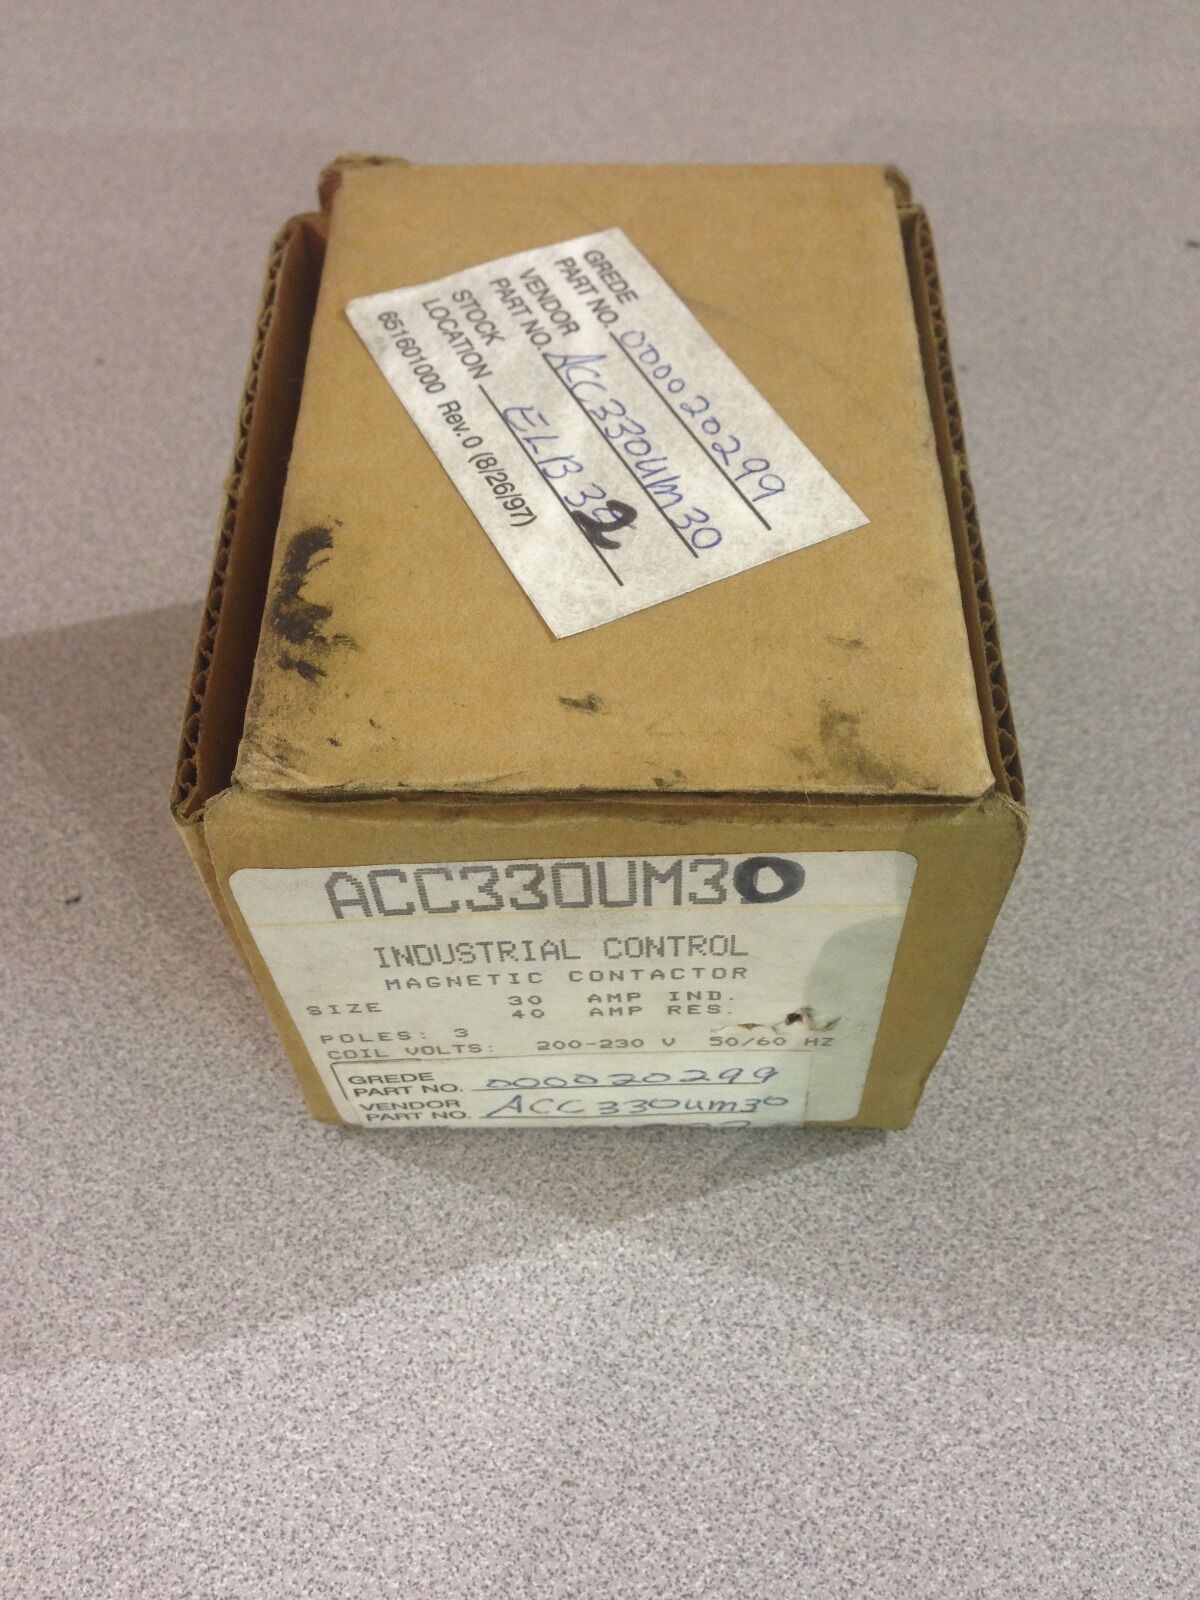 GREDE
PART NO. 000020299
VENDOR
PART NO. ACC330UM30
STOCK
LOCATION ELB32
651601000 Rev.0 (8/26/97)
ACC330UM30
INDUSTRIAL CONTROL
MAGNETIC CONTACTOR
SIZE 30 AMP IND.
40 AMP RES.
POLES: 3
COIL VOLTS: 200-230 V 50/60 HZ
GREDE
PART NO. 000020299
VENDOR
PART NO. ACC330UM30